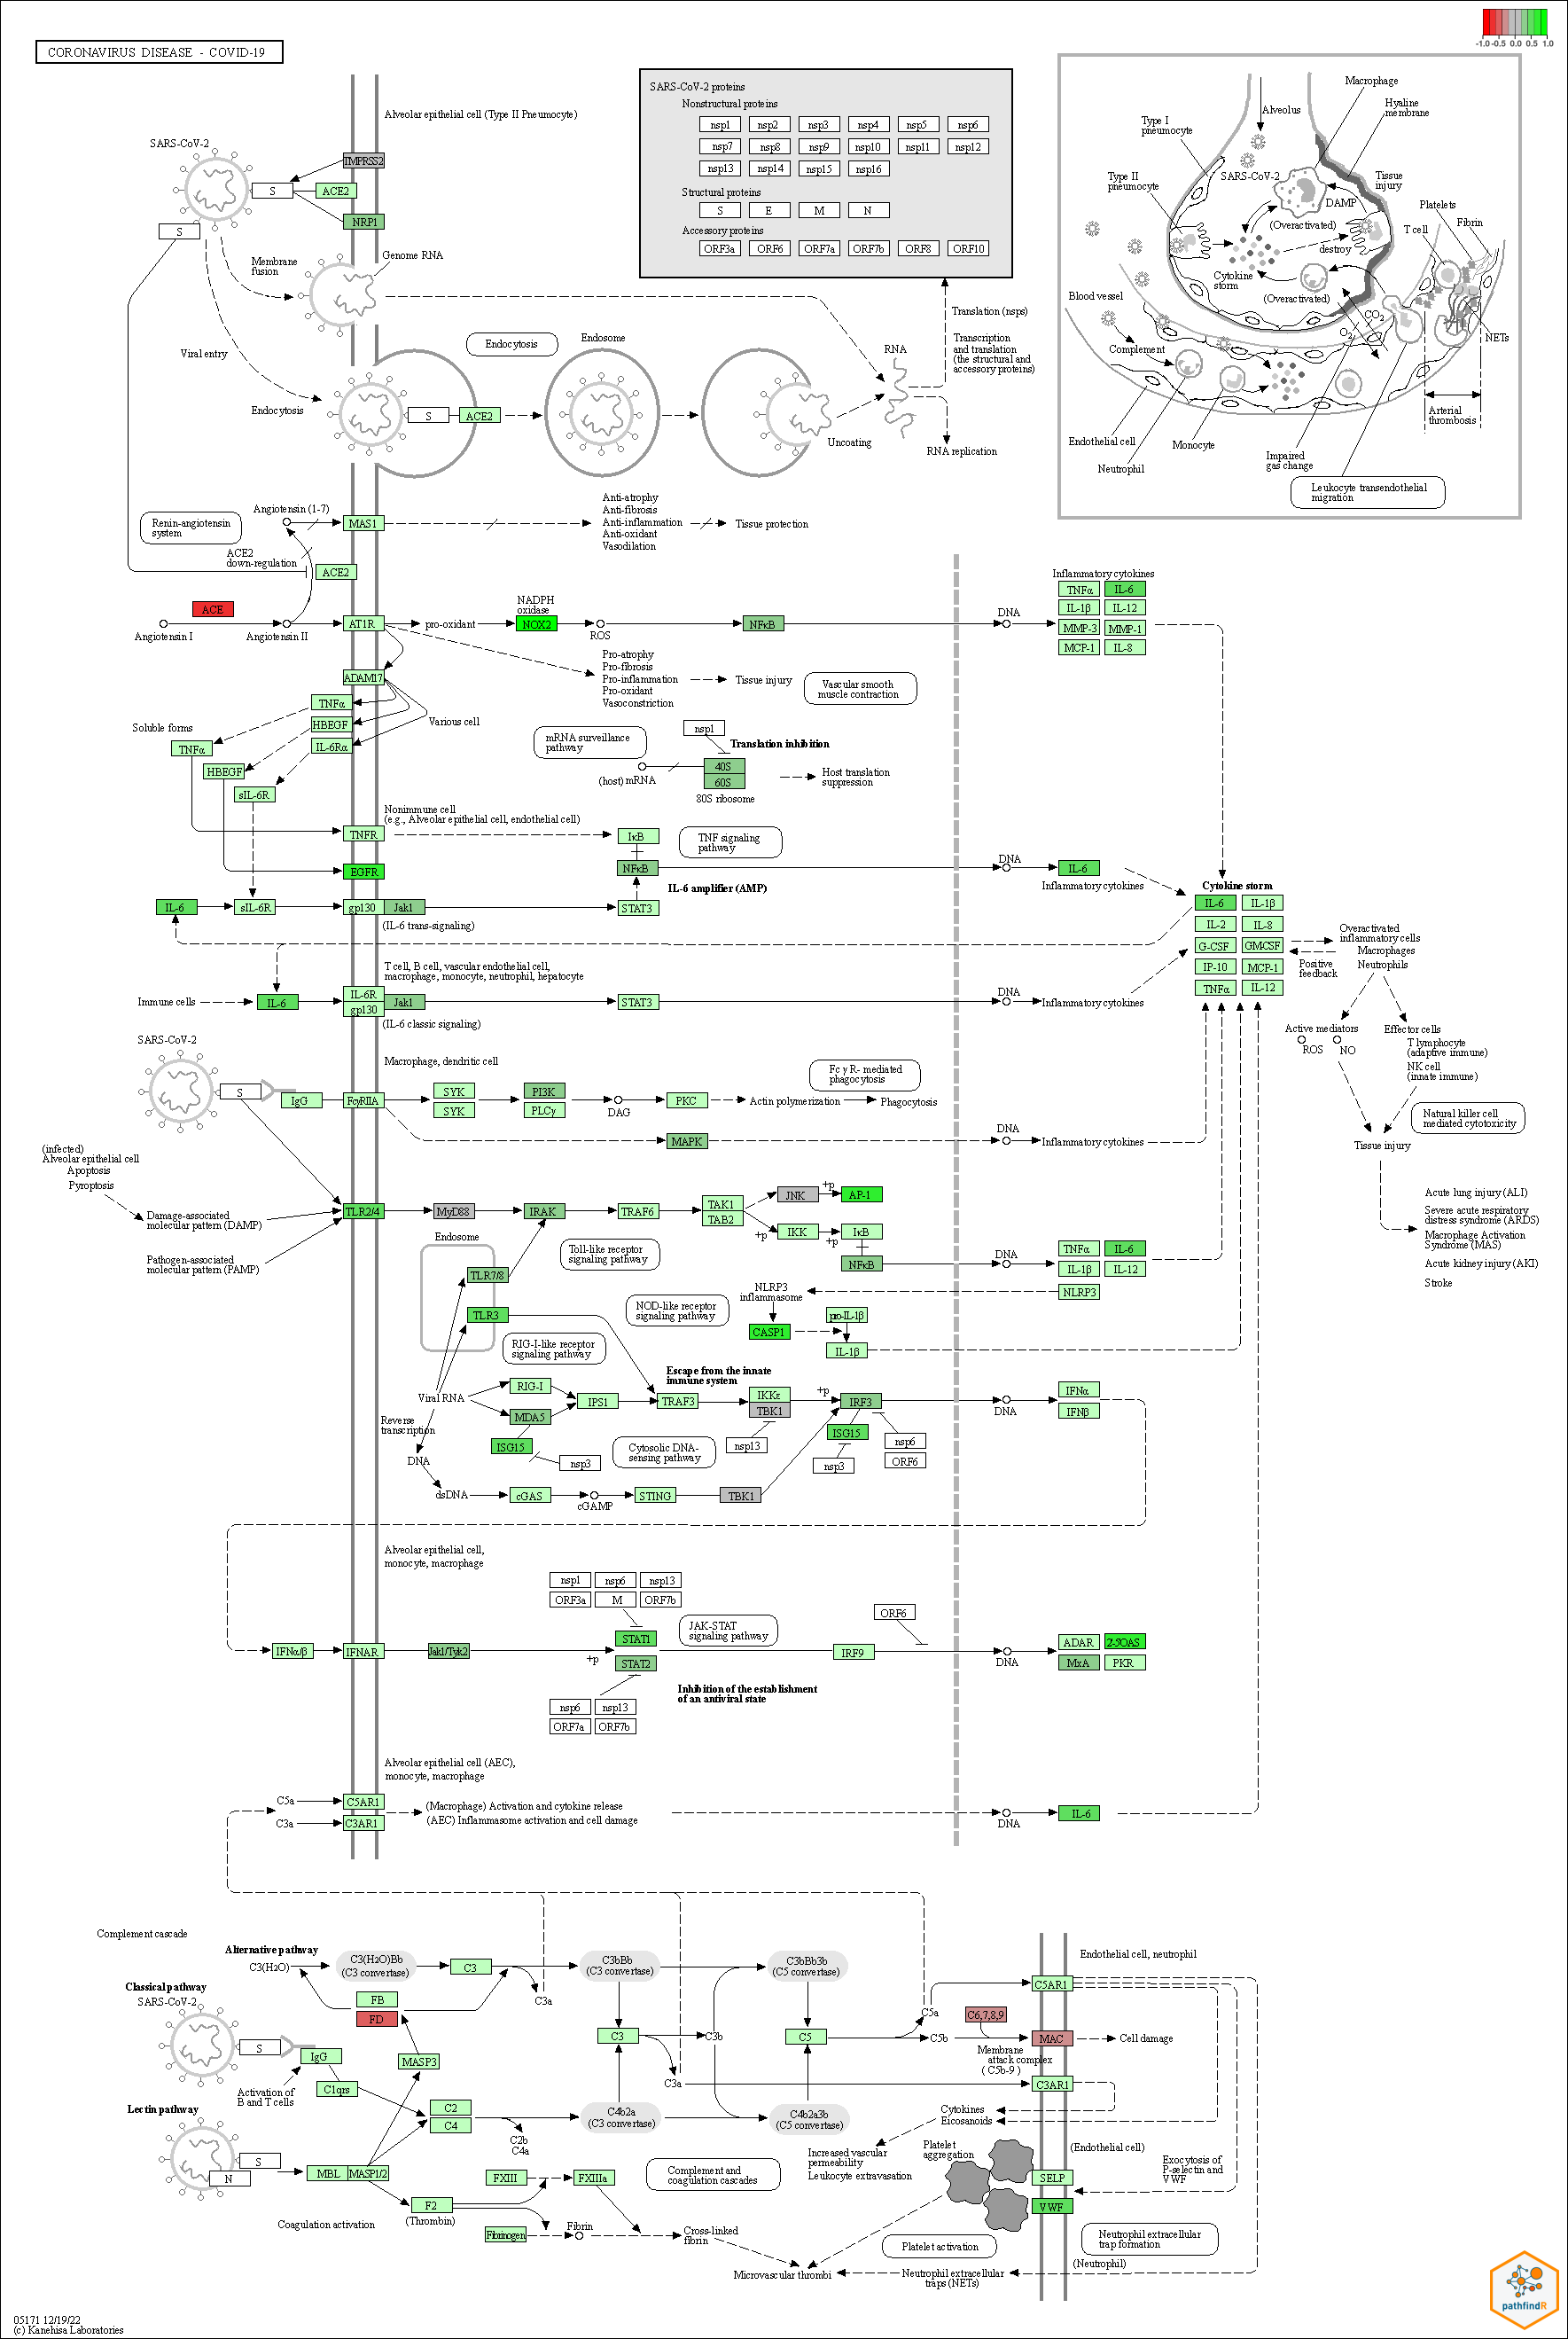 -1.0 -0.5 0.0 0.5 1.0
CORONAVIRUS DISEASE - COVID-19
Alveolar epithelial cell (Type II Pneumocyte)
SARS-CoV-2
TMPRSS2
S
ACE2
NRP1
S
Membrane
fusion
Genome RNA
Viral entry
Endocytosis
S
ACE2
Endocytosis
Endosome
Uncoating
RNA
RNA replication
Translation (nsps)
Transcription
and translation
(the structural and
accessory proteins)
SARS-CoV-2 proteins
Nonstructural proteins
nsp1 nsp2 nsp3 nsp4 nsp5 nsp6
nsp7 nsp8 nsp9 nsp10 nsp11 nsp12
nsp13 nsp14 nsp15 nsp16
Structural proteins
S E M N
Accessory proteins
ORF3a ORF6 ORF7a ORF7b ORF8 ORF10
Macrophage
Alveolus
Hyaline
membrane
Type I
pneumocyte
Type II
pneumocyte
SARS-CoV-2
Tissue
injury
DAMP
Platelets
Fibrin
T cell
(Overactivated)
destroy
Cytokine
storm
(Overactivated)
Blood vessel
CO2
O2
NETs
Complement
Arterial
thrombosis
Endothelial cell
Neutrophil
Monocyte
Impaired
gas change
Leukocyte transendothelial
migration
Renin-angiotensin
system
Angiotensin (1-7)
MAS1
Anti-atrophy
Anti-fibrosis
Anti-inflammation
Anti-oxidant
Vasodilation
Tissue protection
ACE2
down-regulation
ACE2
ACE
Angiotensin I
Angiotensin II
AT1R
pro-oxidant
NADPH
oxidase
NOX2
ROS
NFκB
DNA
Inflammatory cytokines
TNFα IL-6
IL-1β IL-12
MMP-3 MMP-1
MCP-1 IL-8
Pro-atrophy
Pro-fibrosis
Pro-inflammation
Pro-oxidant
Vasoconstriction
Tissue injury
Vascular smooth
muscle contraction
ADAM17
TNFα
HBEGF
IL-6Rα
Various cell
Soluble forms
TNFα
HBEGF
sIL-6R
mRNA surveillance
pathway
nsp1
Translation inhibition
(host) mRNA
40S
60S
80S ribosome
Host translation
suppression
Nonimmune cell
(e.g., Alveolar epithelial cell, endothelial cell)
TNFR
IκB
TNF signaling
pathway
EGFR
NFκB
IL-6 amplifier (AMP)
DNA
IL-6
Inflammatory cytokines
IL-6
sIL-6R
gp130
Jak1
STAT3
(IL-6 trans-signaling)
Cytokine storm
IL-6 IL-1β
IL-2 IL-8
G-CSF GMCSF
IP-10 MCP-1
TNFα IL-12
Positive
feedback
Overactivated
inflammatory cells
Macrophages
Neutrophils
T cell, B cell, vascular endothelial cell,
macrophage, monocyte, neutrophil, hepatocyte
Immune cells
IL-6
IL-6R
gp130
Jak1
STAT3
DNA
Inflammatory cytokines
(IL-6 classic signaling)
Active mediators
ROS
NO
Effector cells
T lymphocyte
(adaptive immune)
NK cell
(innate immune)
Natural killer cell
mediated cytotoxicity
Tissue injury
Acute lung injury (ALI)
Severe acute respiratory
distress syndrome (ARDS)
Macrophage Activation
Syndrome (MAS)
Acute kidney injury (AKI)
Stroke
SARS-CoV-2
Macrophage, dendritic cell
S
IgG
FcγRIIA
SYK
SYK
PI3K
PLCγ
DAG
PKC
Actin polymerization
Phagocytosis
Fc γ R- mediated
phagocytosis
MAPK
DNA
Inflammatory cytokines
(infected)
Alveolar epithelial cell
Apoptosis
Pyroptosis
Damage-associated
molecular pattern (DAMP)
Pathogen-associated
molecular pattern (PAMP)
TLR2/4
MyD88
IRAK
TRAF6
TAK1
TAB2
JNK
+p
AP-1
+p
IKK
+p
IκB
NFκB
DNA
TNFα IL-6
IL-1β IL-12
NLRP3
Endosome
Toll-like receptor
signaling pathway
TLR7/8
TLR3
NOD-like receptor
signaling pathway
NLRP3
inflammasome
CASP1
pro-IL-1β
IL-1β
RIG-I-like receptor
signaling pathway
Escape from the innate
immune system
Viral RNA
RIG-I
MDA5
ISG15
nsp3
IPS1
TRAF3
IKKε
TBK1
nsp13
+p
IRF3
ISG15
nsp3
nsp6
ORF6
DNA
IFNα
IFNβ
Reverse
transcription
DNA
dsDNA
Cytosolic DNA-
sensing pathway
cGAS
cGAMP
STING
TBK1
Alveolar epithelial cell,
monocyte, macrophage
nsp1 nsp6 nsp13
ORF3a M ORF7b
ORF6
JAK-STAT
signaling pathway
IFNα/β
IFNAR
Jak1/Tyk2
+p
STAT1
STAT2
IRF9
DNA
ADAR 2-5OAS
MxA PKR
Inhibition of the establishment
of an antiviral state
nsp6 nsp13
ORF7a ORF7b
Alveolar epithelial cell (AEC),
monocyte, macrophage
C5a
C5AR1
C3a
C3AR1
(Macrophage) Activation and cytokine release
(AEC) Inflammasome activation and cell damage
DNA
IL-6
Complement cascade
Alternative pathway
C3(H2O)
C3(H2O)Bb
(C3 convertase)
C3
C3a
C3bBb
(C3 convertase)
C3bBb3b
(C5 convertase)
Endothelial cell, neutrophil
C5AR1
Classical pathway
SARS-CoV-2
FB
FD
S
IgG
MASP3
C1qrs
Activation of
B and T cells
C3
C3b
C3a
C5
C5a
C5b
C6,7,8,9
MAC
Cell damage
Membrane
attack complex
( C5b-9 )
C3AR1
Lectin pathway
C2
C4
C2b
C4a
C4b2a
(C3 convertase)
C4b2a3b
(C5 convertase)
Cytokines
Eicosanoids
Increased vascular
permeability
Leukocyte extravasation
S
N
MBL MASP1/2
F2
(Thrombin)
FXIII
FXIIIa
Complement and
coagulation cascades
Platelet
aggregation
(Endothelial cell)
SELP
VWF
Exocytosis of
P-selectin and
VWF
Coagulation activation
Fibrinogen
Fibrin
Cross-linked
fibrin
Microvascular thrombi
Platelet activation
Neutrophil extracellular
trap formation
(Neutrophil)
Neutrophil extracellular
traps (NETs)
pathfindR
05171 12/19/22
(c) Kanehisa Laboratories